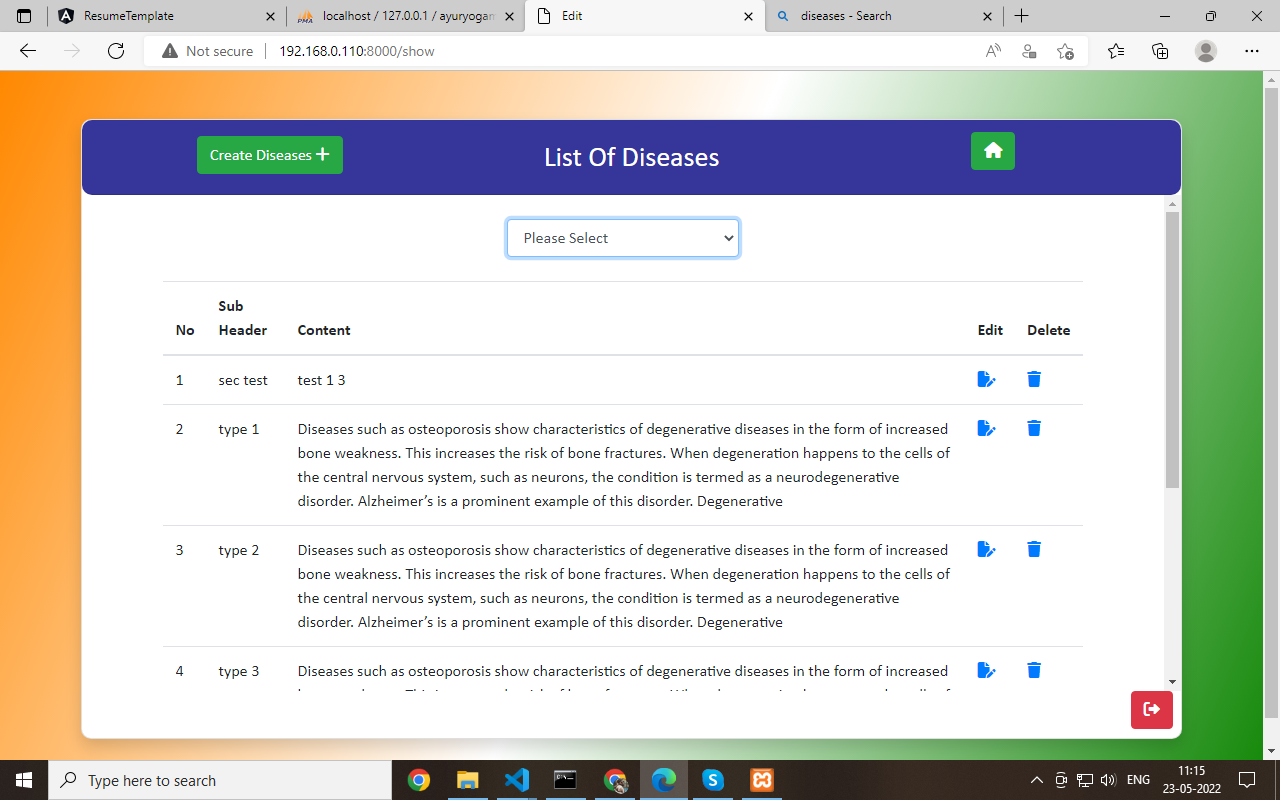 ResumeTemplate
localhost / 127.0.0.1 / ayuryogam
Edit
diseases - Search
Not secure
192.168.0.110:8000/show
Create Diseases
List Of Diseases
Please Select
No
Sub
Header
Content
Edit
Delete
1
sec test
test 1 3
2
type 1
Diseases such as osteoporosis show characteristics of degenerative diseases in the form of increased
bone weakness. This increases the risk of bone fractures. When degeneration happens to the cells of
the central nervous system, such as neurons, the condition is termed as a neurodegenerative
disorder. Alzheimer’s is a prominent example of this disorder. Degenerative
3
type 2
Diseases such as osteoporosis show characteristics of degenerative diseases in the form of increased
bone weakness. This increases the risk of bone fractures. When degeneration happens to the cells of
the central nervous system, such as neurons, the condition is termed as a neurodegenerative
disorder. Alzheimer’s is a prominent example of this disorder. Degenerative
4
type 3
Diseases such as osteoporosis show characteristics of degenerative diseases in the form of increased
Type here to search
ENG
11:15
23-05-2022